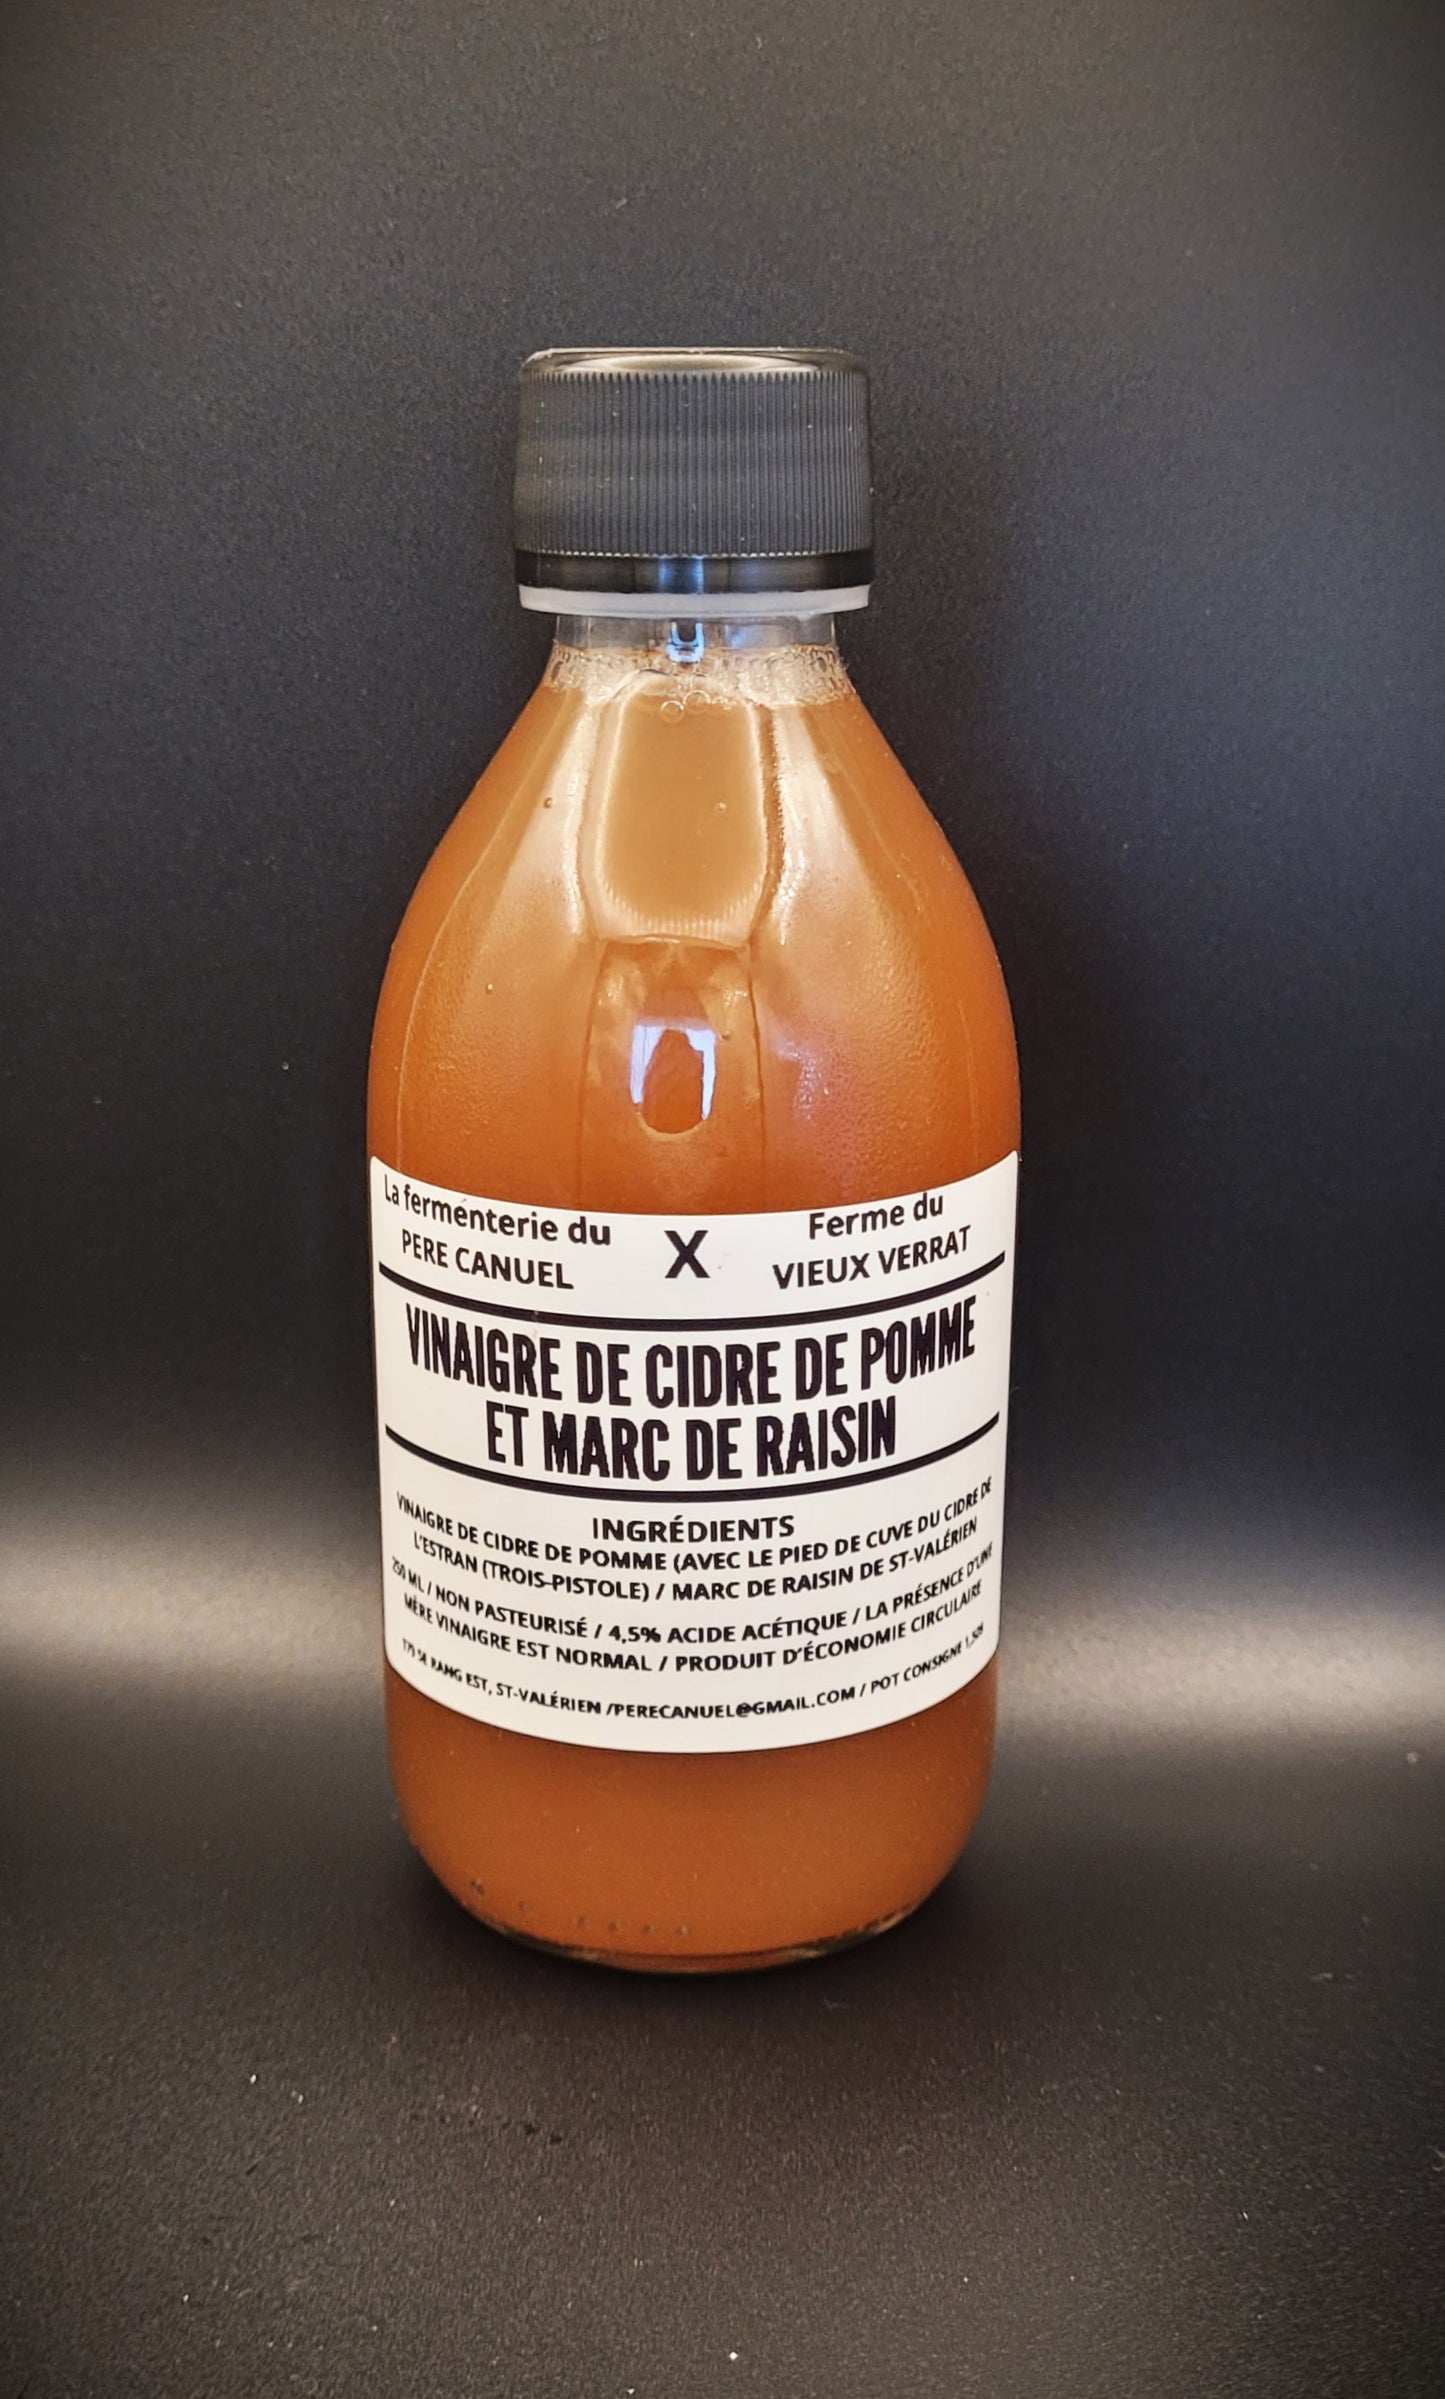 La fermenterie du
PERE CANUEL
X
Ferme du
VIEUX VERRAT
VINAIGRE DE CIDRE DE POMME
ET MARC DE RAISIN
INGRÉDIENTS
VINAIGRE DE CIDRE DE POMME (AVEC LE PIED DE CUVE DU CIDRE DE
L'ESTRAN (TROIS-PISTOLE) / MARC DE RAISIN DE ST-VALÉRIEN
250 ML / NON PASTEURISÉ / 4,5% ACIDE ACÉTIQUE / LA PRÉSENCE D'UNE
MÈRE VINAIGRE EST NORMAL / PRODUIT D'ÉCONOMIE CIRCULAIRE
RANG EST, ST-VALÉRIEN /PERECANUEL@GMAIL.COM / POT CONSIGNE 1,50$